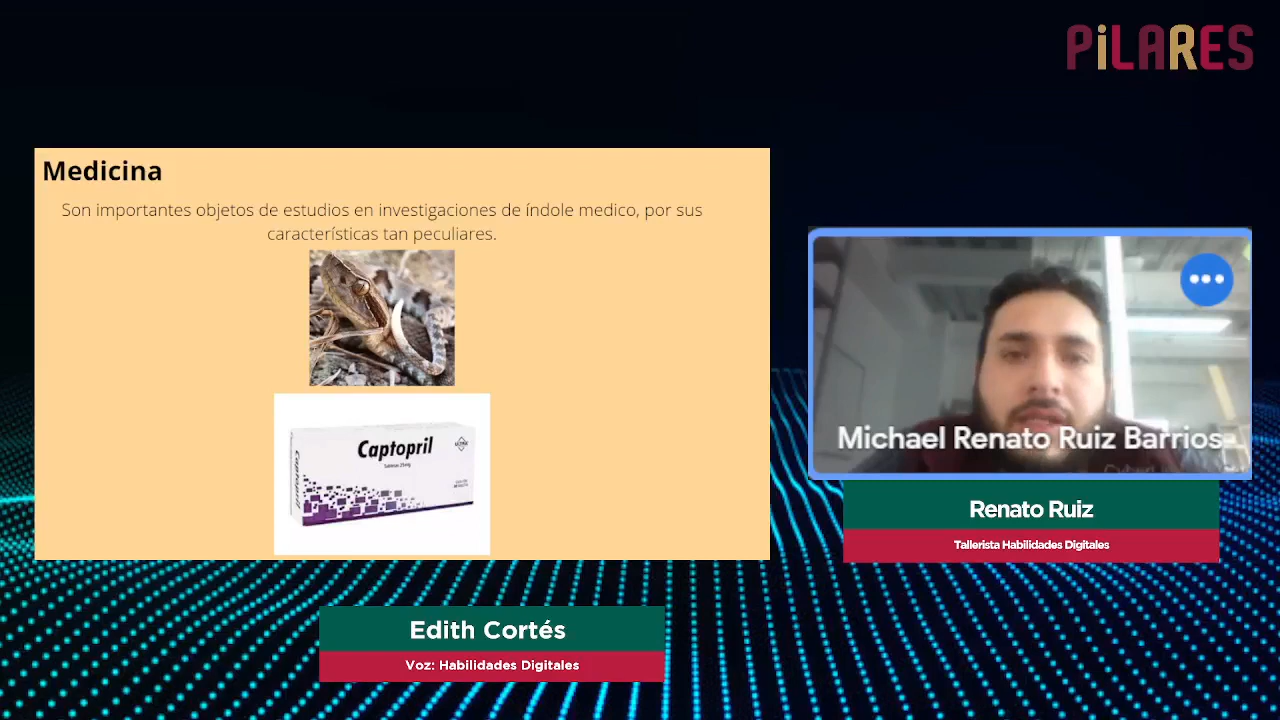 PiLARES
Medicina
Son importantes objetos de estudios en investigaciones de índole medico, por sus
características tan peculiares.
Captopril
Michael Renato Ruiz Barrios
Renato Ruiz
Tallerista Habilidades Digitales
Edith Cortés
Voz: Habilidades Digitales